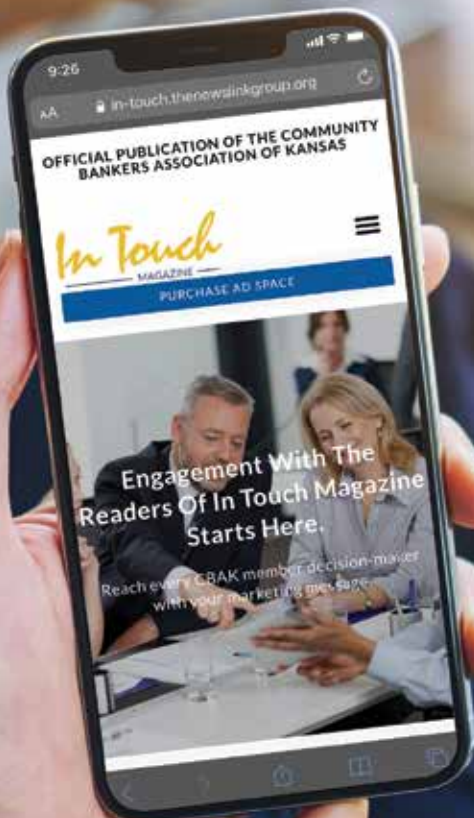 9:26
AA in-touch.thenewslinkgroup.org
OFFICIAL PUBLICATION OF THE COMMUNITY
BANKERS ASSOCIATION OF KANSAS
In Touch
MAGAZINE
PURCHASE AD SPACE
Engagement With The
Readers Of In Touch Magazine
Starts Here.
Reach every CBAK member decision-maker
with your marketing message.